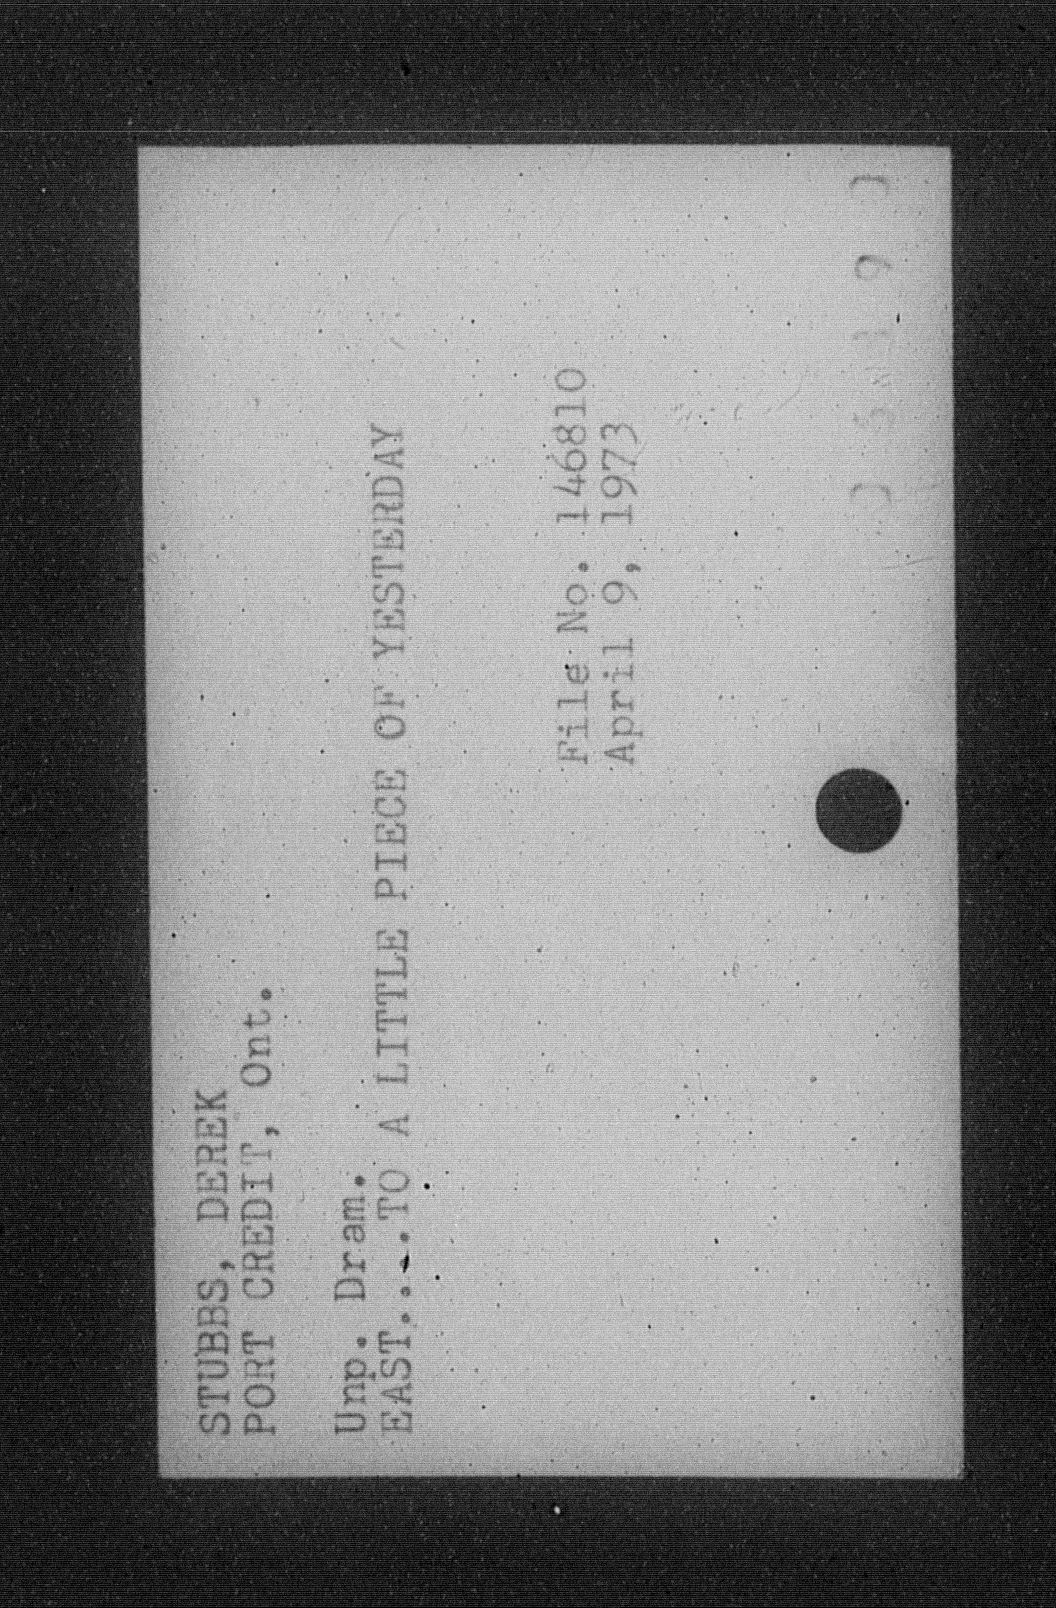 STUBBS, DEREK
PORT CREDIT, Ont.
Unp. Dram.
EAST....TO A LITTLE PIECE OF YESTERDAY
File No. 146810
April 9, 1973